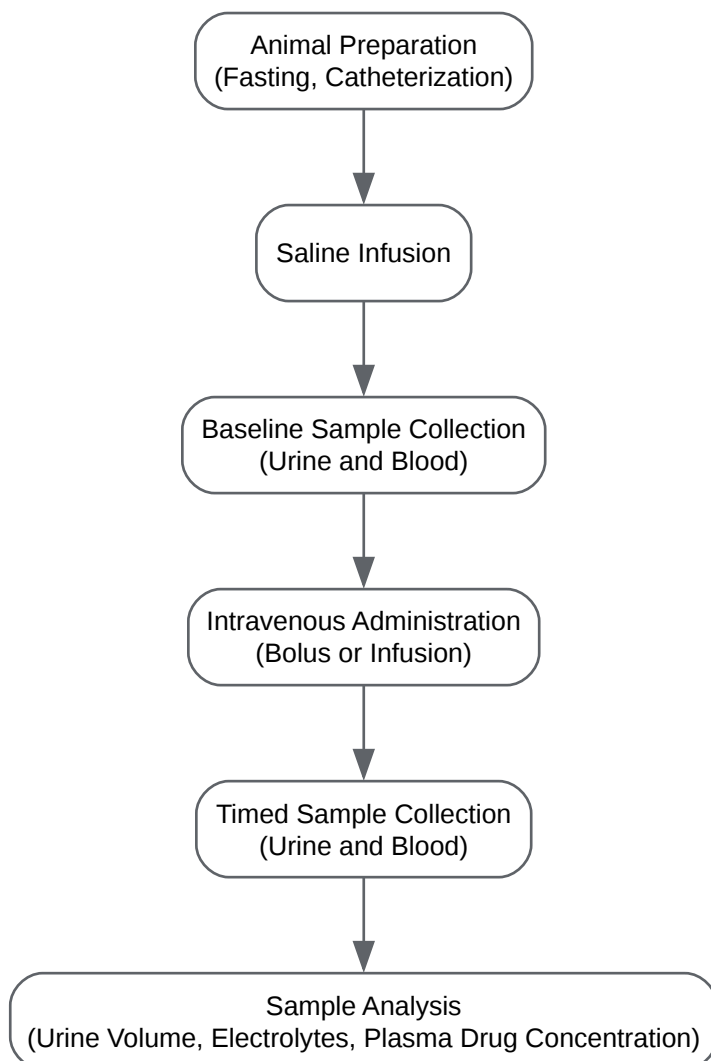 Animal Preparation
(Fasting, Catheterization)
Saline Infusion
Baseline Sample Collection
(Urine and Blood)
Intravenous Administration
(Bolus or Infusion)
Timed Sample Collection
(Urine and Blood)
Sample Analysis
(Urine Volume, Electrolytes, Plasma Drug Concentration)